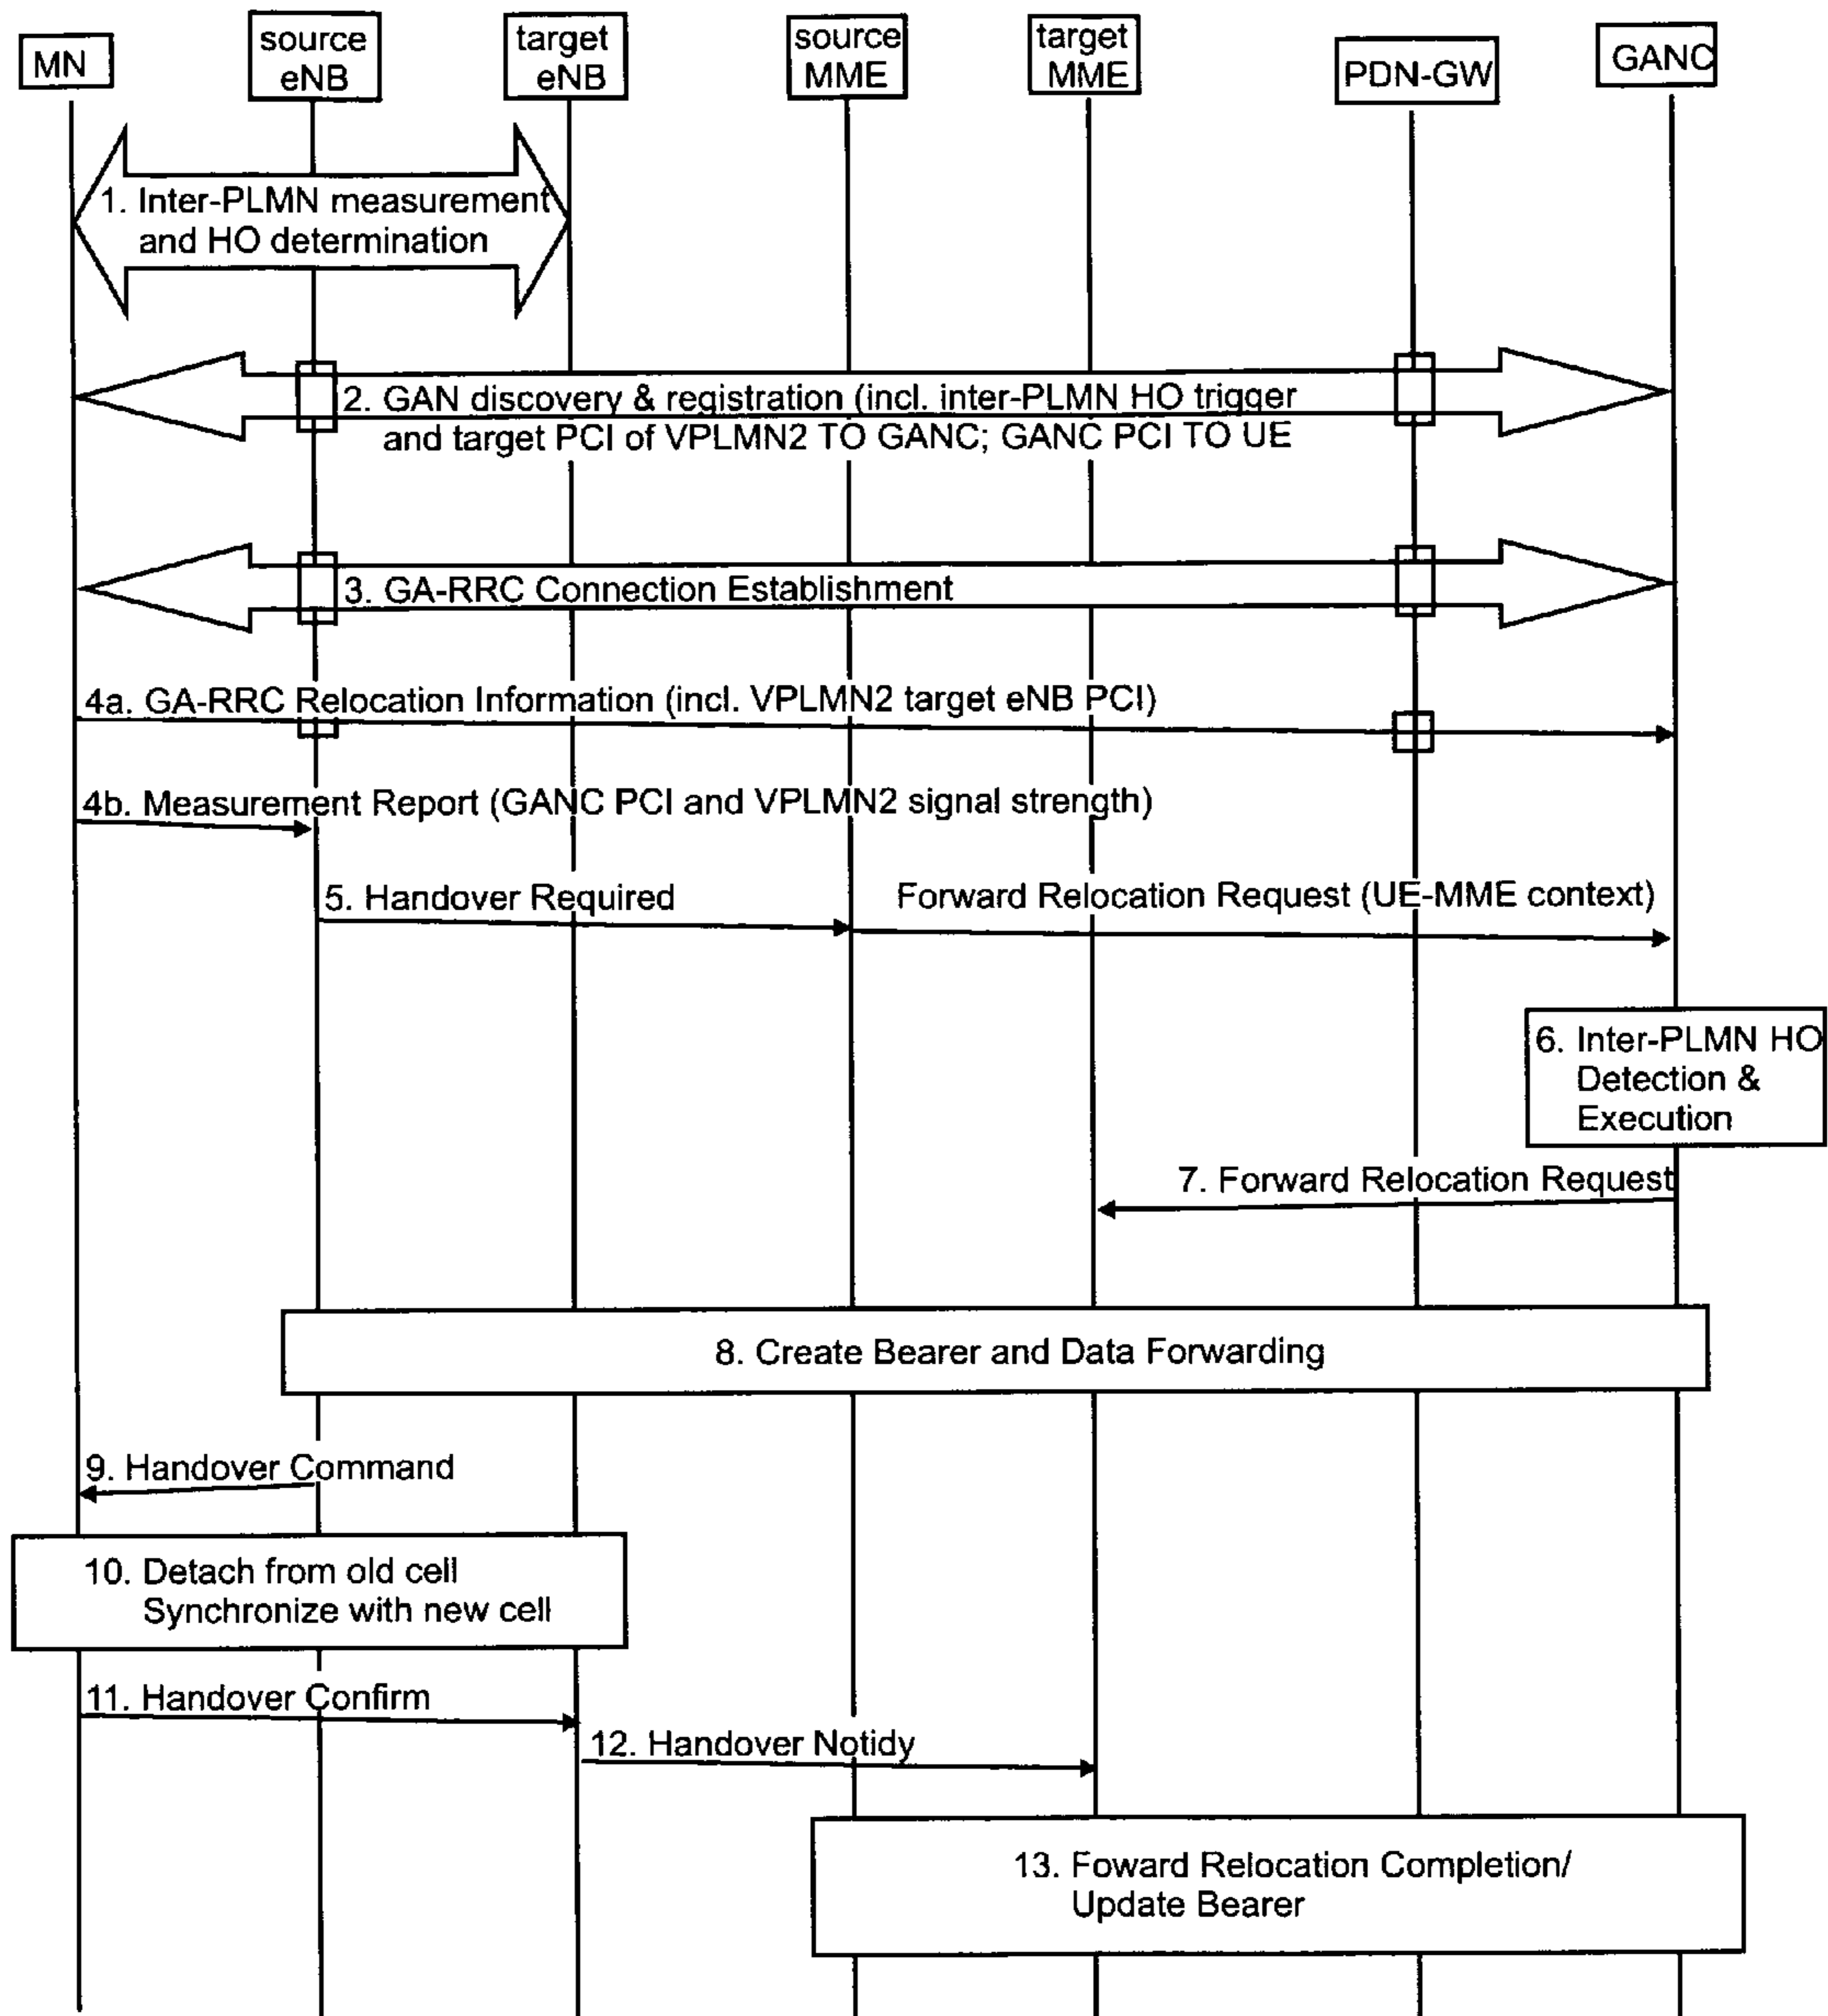 MN
source
eNB
target
eNB
source
MME
target
MME
PDN-GW
GANC
1. Inter-PLMN measurement
and HO determination
2. GAN discovery & registration (incl. inter-PLMN HO trigger
and target PCI of VPLMN2 TO GANC; GANC PCI TO UE
3. GA-RRC Connection Establishment
4a. GA-RRC Relocation Information (incl. VPLMN2 target eNB PCI)
4b. Measurement Report (GANC PCI and VPLMN2 signal strength)
5. Handover Required
Forward Relocation Request (UE-MME context)
6. Inter-PLMN HO
Detection &
Execution
7. Forward Relocation Request
8. Create Bearer and Data Forwarding
9. Handover Command
10. Detach from old cell
Synchronize with new cell
11. Handover Confirm
12. Handover Notidy
13. Foward Relocation Completion/
Update Bearer